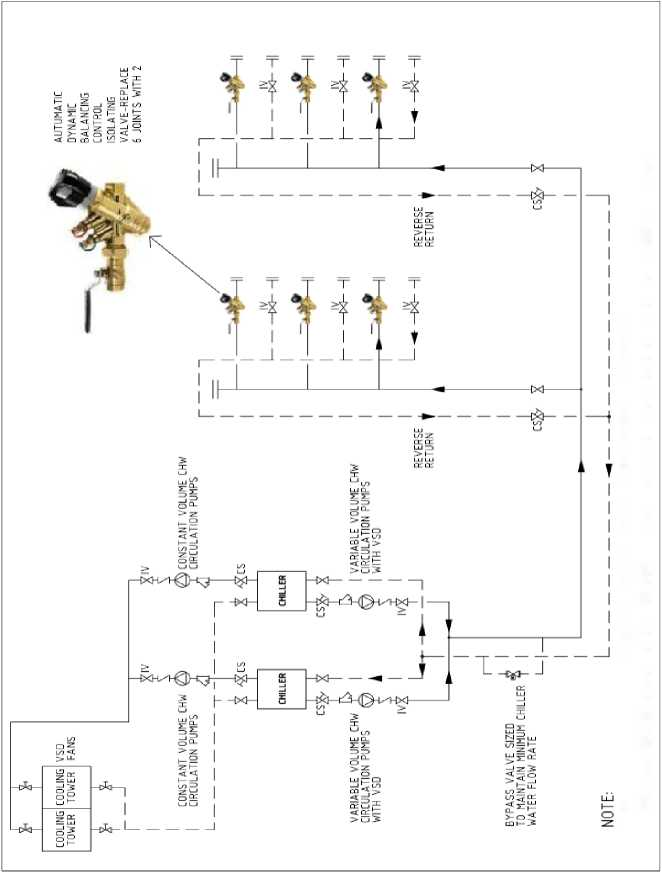 COOLING
TOWER
COOLING
TOWER
VSD
FANS
AUTUMATIC
DYNAMIC
BALANCING
CONTROL
ISOLATING
VALVE-REPLACE
6 JOINTS WITH 2
IV
IV
CONSTANT VOLUME CHW
CIRCULATION PUMPS
CONSTANT VOLUME CHW
CIRCULATION PUMPS
CS
CS
CHILLER
CHILLER
CS
CS
VARIABLE VOLUME CHW
CIRCULATION PUMPS
WITH VSD
VARIABLE VOLUME CHW
CIRCULATION PUMPS
WITH VSD
IV
IV
IV
IV
IV
IV
IV
IV
REVERSE
RETURN
REVERSE
RETURN
CS
CS
BYPASS VALVE SIZED
TO MAINTAIN MINIMUM CHILLER
WATER FLOW RATE
NOTE: